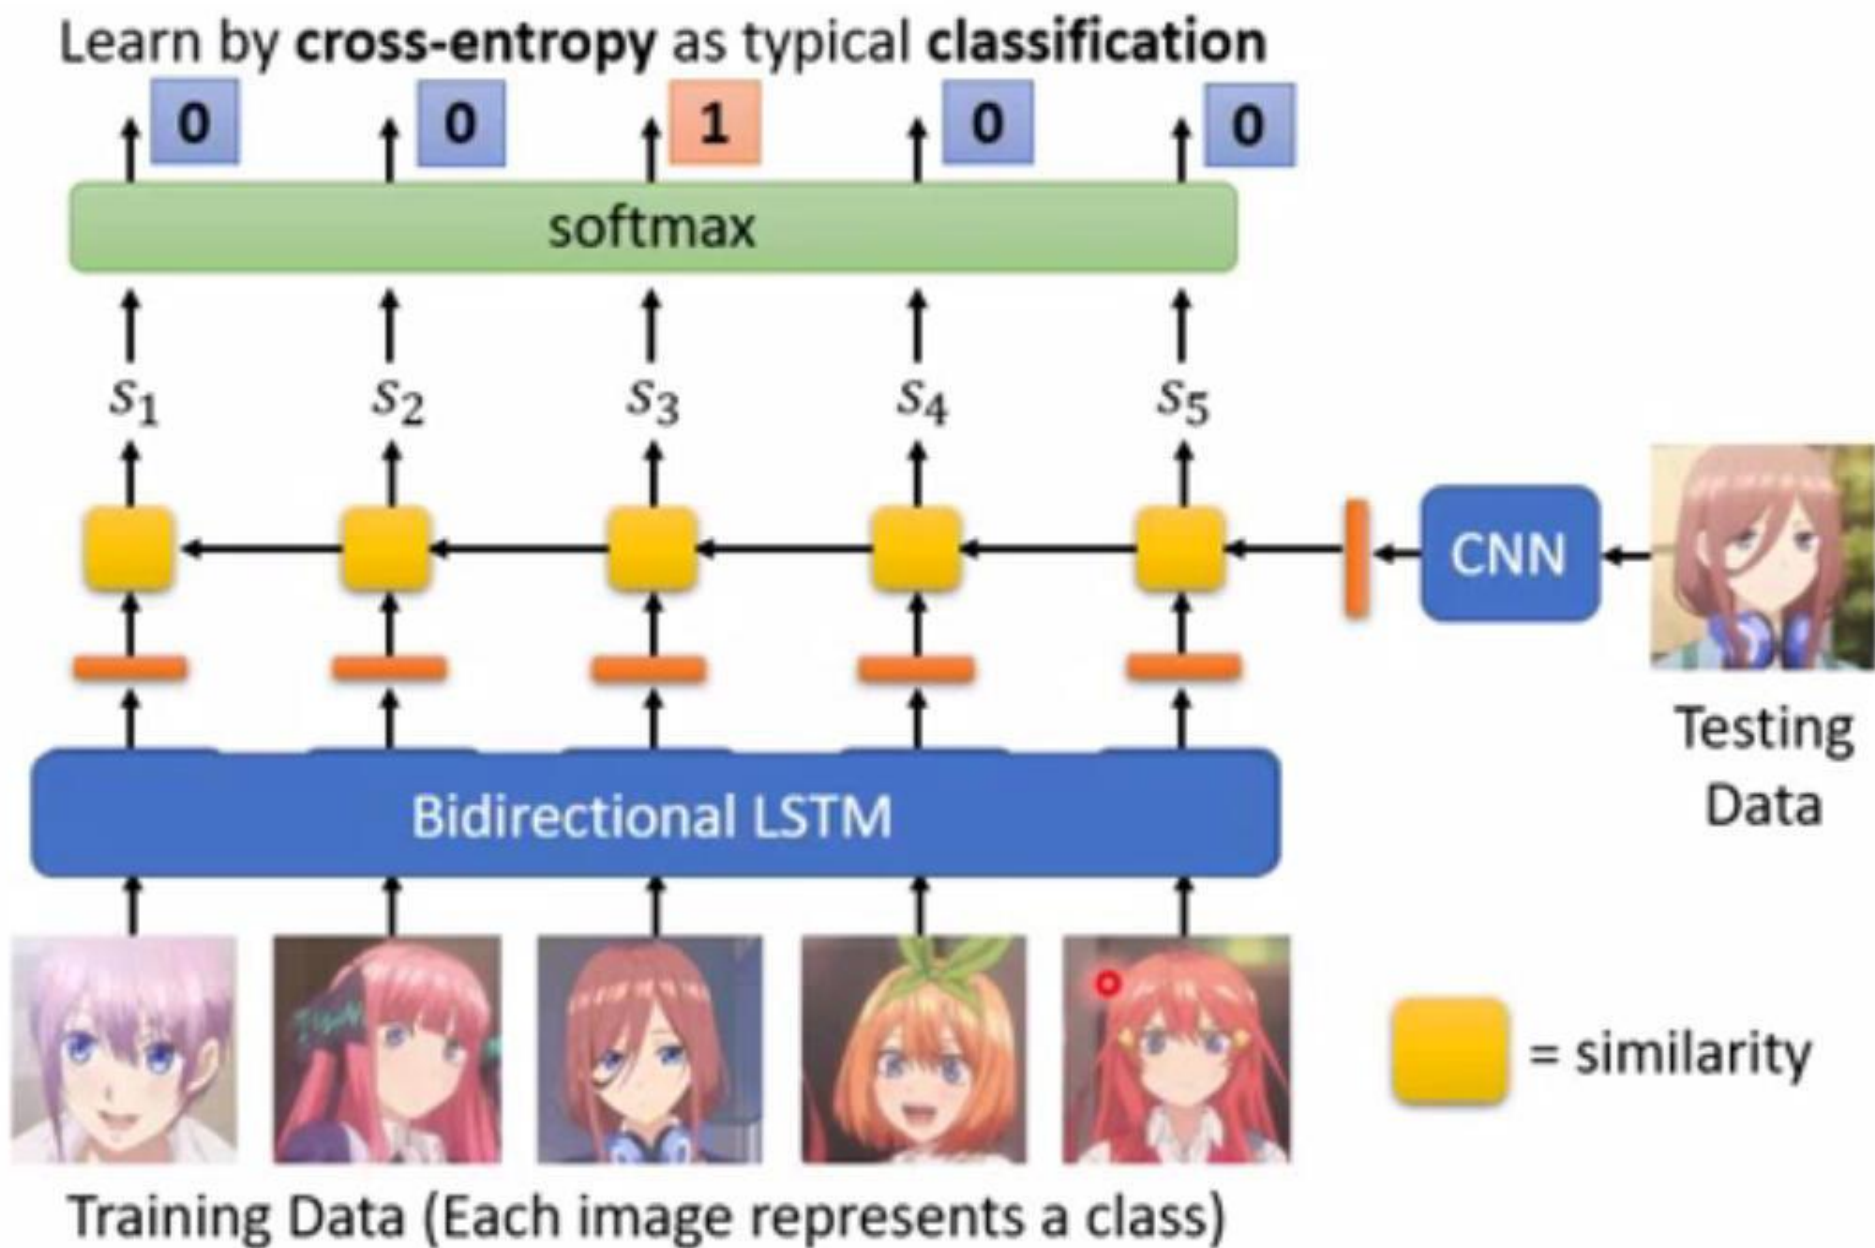 Learn by cross-entropy as typical classification
0 0 1 0 0
softmax
s₁ s₂ s₃ s₄ s₅
CNN
Testing
Data
Bidirectional LSTM
= similarity
Training Data (Each image represents a class)